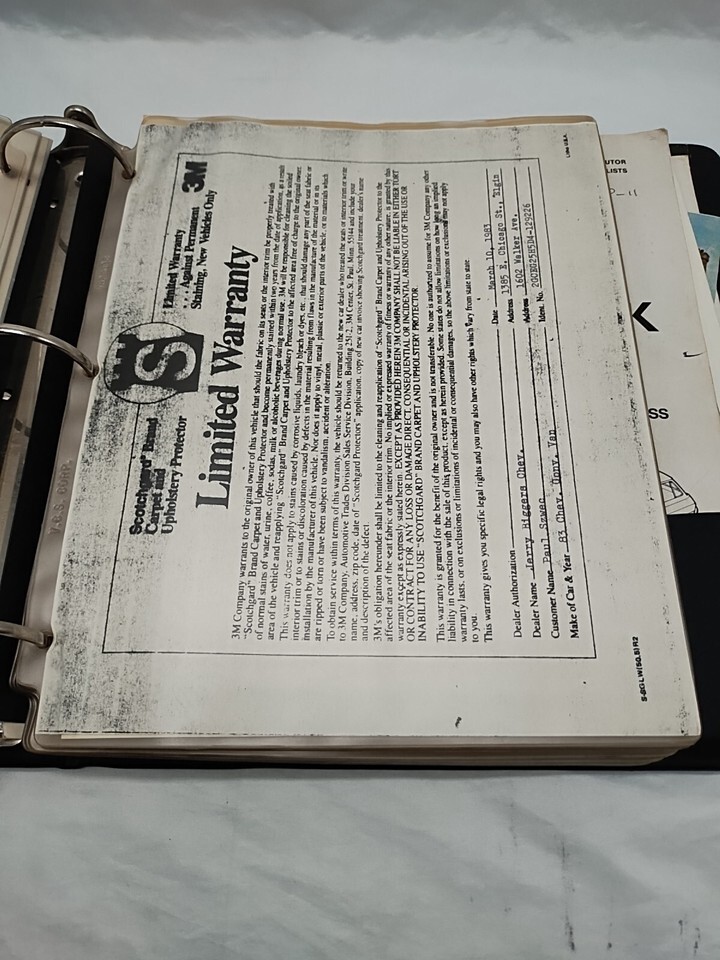 Scotchgard Brand
Carpet and
Upholstery Protector
S
Limited Warranty
... Against Permanent
Staining, New Vehicles Only
3M
Limited Warranty
3M Company warrants to the original owner of this vehicle that should the fabric on its seats or the interior trim be properly treated with
"Scotchgard" Brand Carpet and Upholstery Protector and become permanently stained within two years from the date of application, as a result
of normal stains of water, urine, coffee, sodas, milk or alcoholic beverages during normal use, 3M will be responsible for cleaning the soiled
area of the vehicle and reapplying "Scotchgard" Brand Carpet and Upholstery Protector to the affected area free of charge to the original owner.
This warranty does not apply to stains caused by corrosive liquids, laundry bleach or dyes, etc., that should damage any part of the seat fabric or
interior trim or to stains or discoloration caused by defects in the material resulting from flaws in the manufacture of the material or in its
installation by the manufacturer of this vehicle. Nor does it apply to vinyl, metal, plastic or exterior parts of the vehicle, or to materials which
are ripped or torn or have been subject to vandalism, accident or alteration.
To obtain service within terms of this warranty, the vehicle should be returned to the new car dealer who treated the seats or interior trim or write
to 3M Company, Automotive Trades Division Sales Service Division, Building 3M Center, St. Paul, Minn. 55144 and include your
name, address, zip code, date of "Scotchgard Protectors" application, copy of new car invoice showing Scotchgard treatment, dealer's name
and description of the defect.
3M's obligation hereunder shall be limited to the cleaning and reapplication of "Scotchgard" Brand Carpet and Upholstery Protector to the
affected area of the seat fabric or the interior trim. No implied or expressed warranty of fitness or warranty of any other nature, is granted by this
warranty except as expressly stated herein. EXCEPT AS PROVIDED HEREIN 3M COMPANY SHALL NOT BE LIABLE IN EITHER TORT
OR CONTRACT FOR ANY LOSS OR DAMAGE DIRECT, CONSEQUENTIAL OR INCIDENTAL ARISING OUT OF THE USE OR
INABILITY TO USE "SCOTCHGARD" BRAND CARPET AND UPHOLSTERY PROTECTOR.
This warranty is granted for the benefit of the original owner and is not transferable. No one is authorized to assume for 3M Company any other
liability in connection with the sale of this product, except as herein provided. Some states do not allow limitations on how long an implied
warranty lasts, or on exclusions or limitations of incidental or consequential damages, so the above limitations or exclusions may not apply
to you.
This warranty gives you specific legal rights and you may also have other rights which vary from state to state.
Dealer Authorization Date March 10, 1983
Dealer Name Jerry Biggers Chev. Address 1385 E. Chicago St., Elgin
Customer Name Paul Szwec Address 1602 Walker Ave.
Make of Car & Year 83 Chev. Conv. Van Ident. No.
Litho U.S.A.
UTOR
LISTS
K
SS